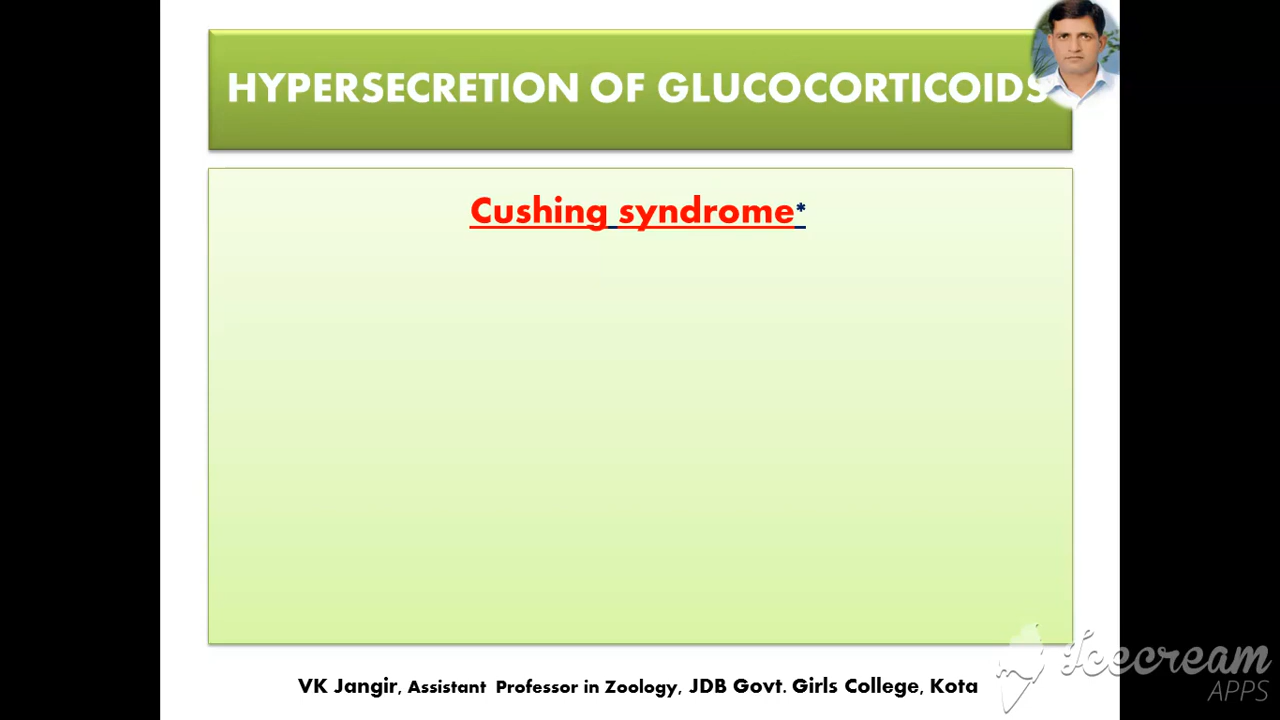 HYPERSECRETION OF GLUCOCORTICOIDS
Cushing syndrome*
VK Jangir, Assistant Professor in Zoology, JDB Govt. Girls College, Kota
Icecream
APPS